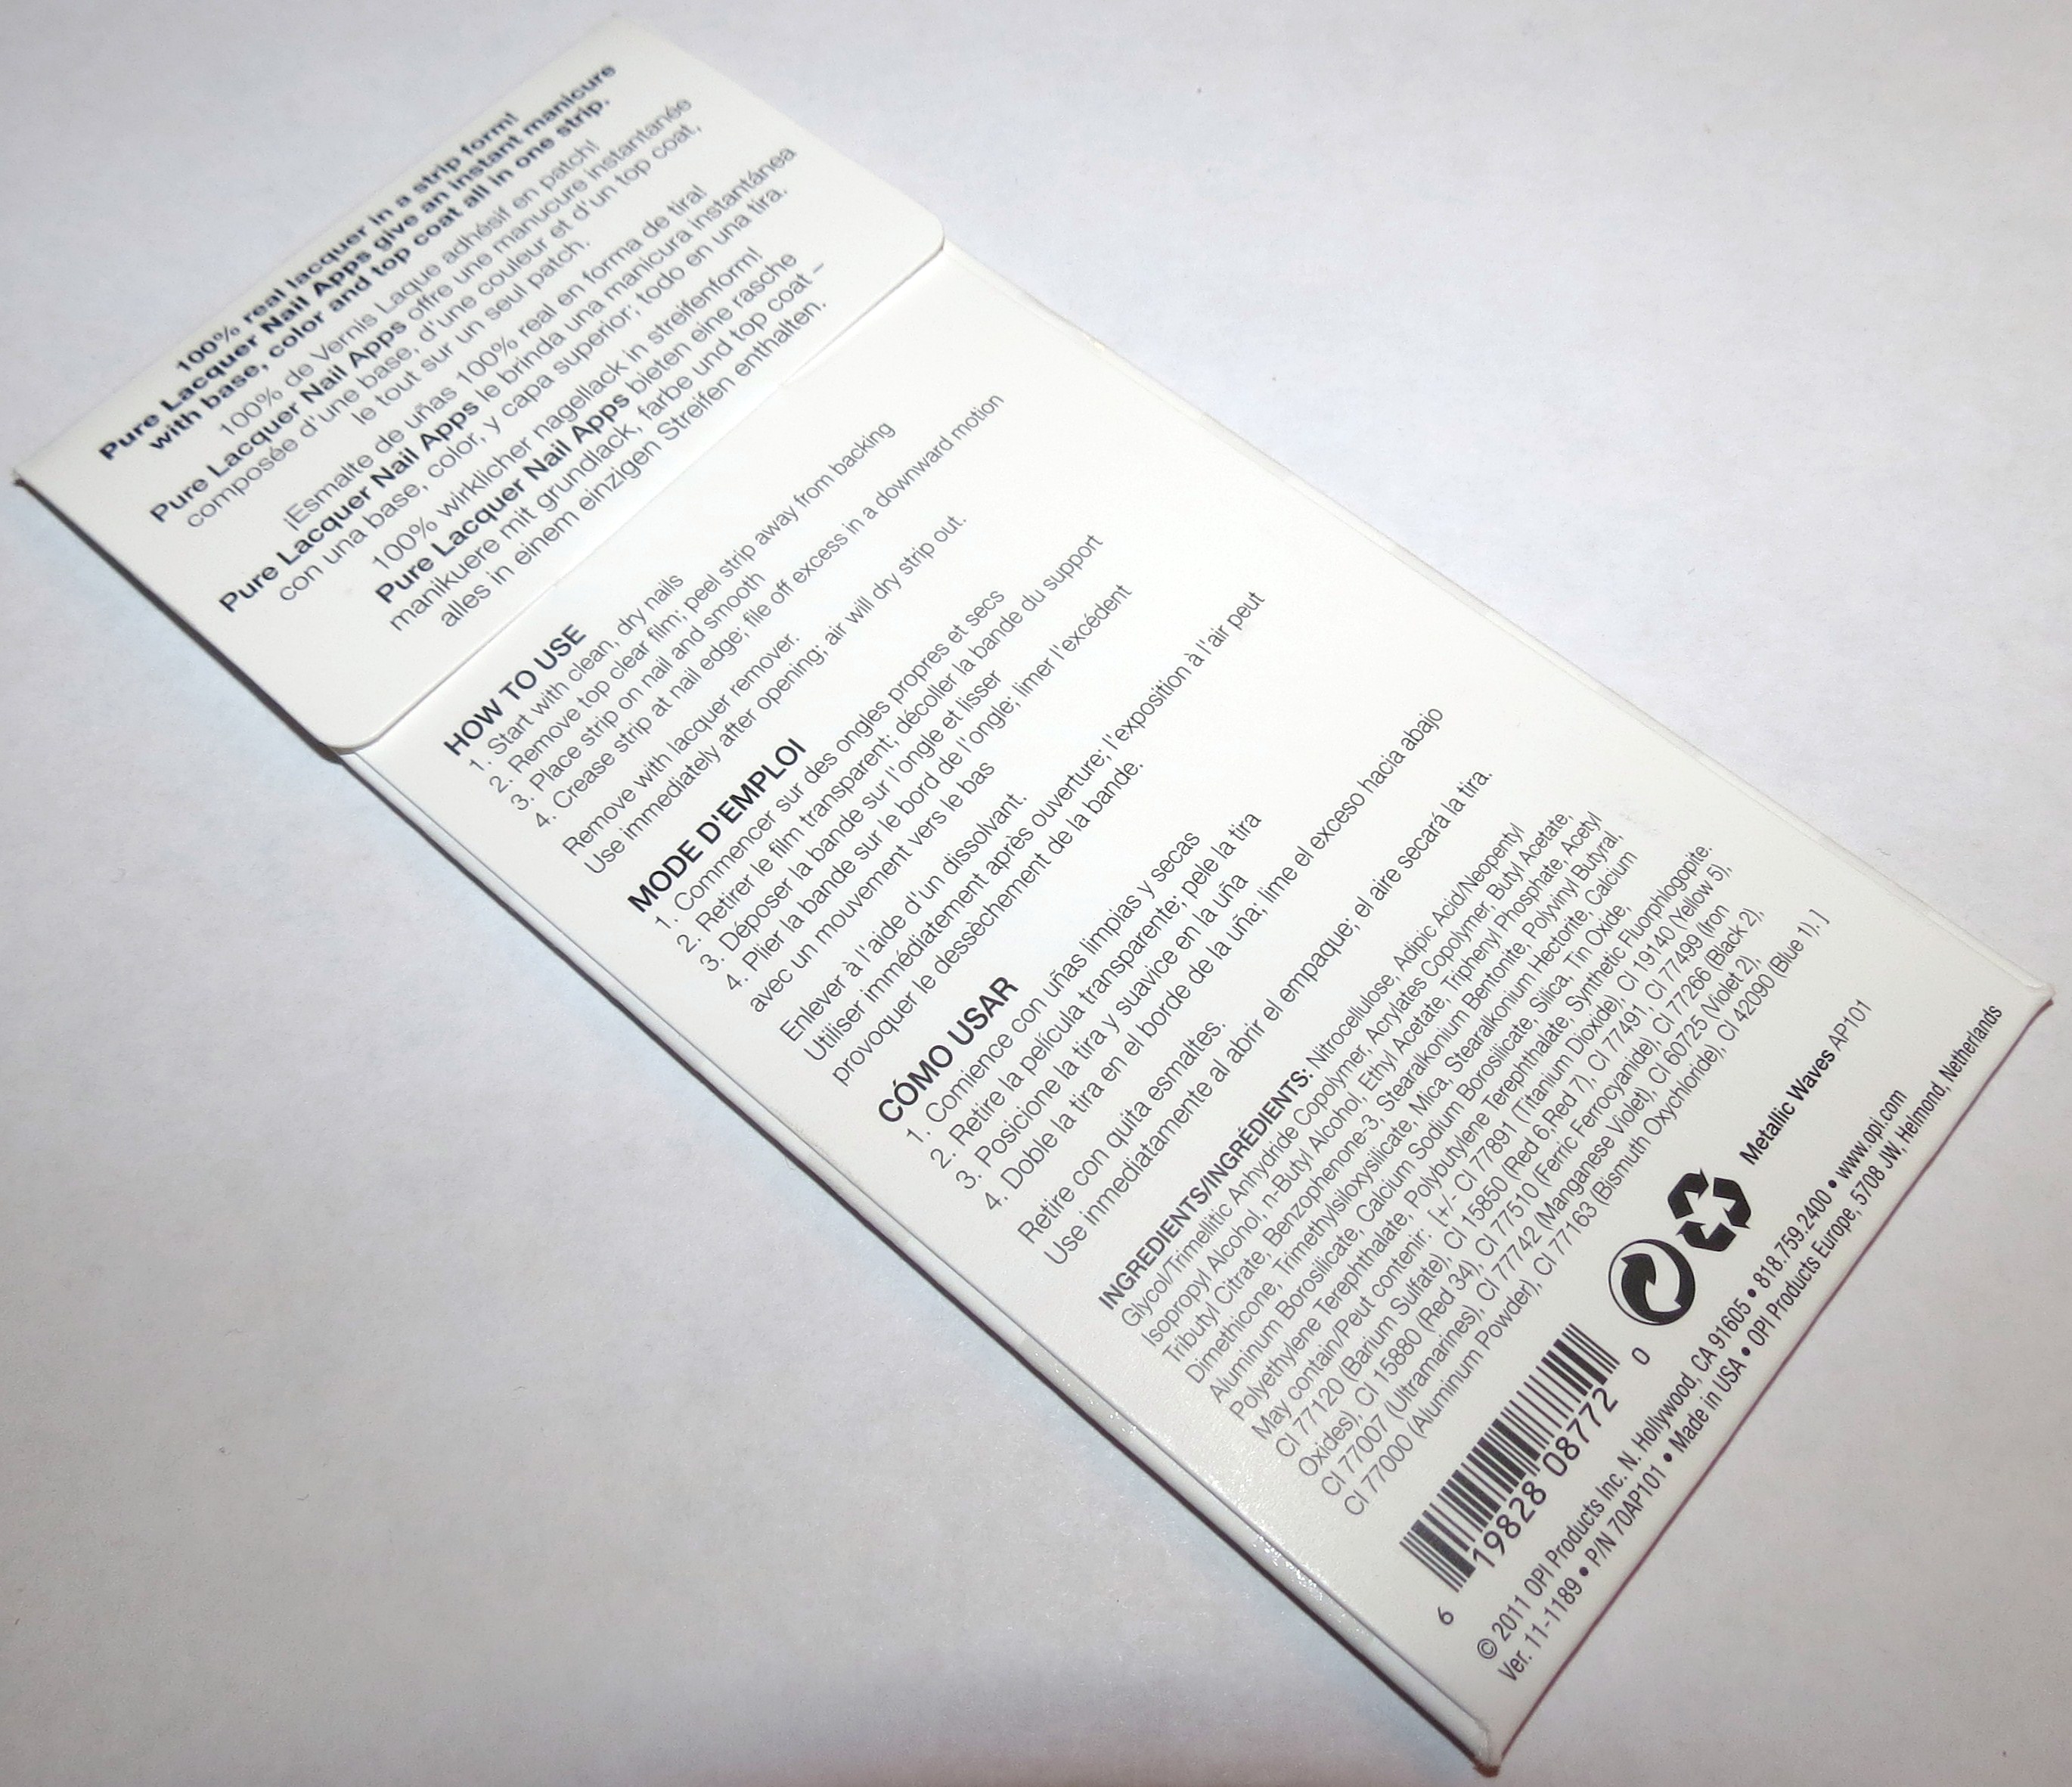 100% real lacquer in a strip form!
Pure Lacquer Nail Apps give an instant manicure
with base, color and top coat all in one strip.
100% de Vernis Laque adhésif en patch!
Pure Lacquer Nail Apps offre une manucure instantanée
composée d'une base, d'une couleur et d'un top coat,
le tout sur un seul patch.
¡Esmalte de uñas 100% real en forma de tira!
Pure Lacquer Nail Apps le brinda una manicura instantánea
con una base, color, y capa superior; todo en una tira.
100% wirklicher nagellack in streifenform!
Pure Lacquer Nail Apps bieten eine rasche
manikuere mit grundlack, farbe und top coat –
alles in einem einzigen Streifen enthalten.
HOW TO USE
1. Start with clean, dry nails
2. Remove top clear film; peel strip away from backing
3. Place strip on nail and smooth
4. Crease strip at nail edge; file off excess in a downward motion
Remove with lacquer remover.
Use immediately after opening; air will dry strip out.
MODE D'EMPLOI
1. Commencer sur des ongles propres et secs
2. Retirer le film transparent; décoller la bande du support
3. Déposer la bande sur l'ongle et lisser
4. Plier la bande sur le bord de l'ongle; limer l'excédent
avec un mouvement vers le bas
Enlever à l'aide d'un dissolvant.
Utiliser immédiatement après ouverture; l'exposition à l'air peut
provoquer le dessèchement de la bande.
CÓMO USAR
1. Comience con uñas limpias y secas
2. Retire la película transparente; pele la tira
3. Posicione la tira y suavice en la uña
4. Doble la tira en el borde de la uña; lime el exceso hacia abajo
Retire con quita esmaltes.
Use inmediatamente al abrir el empaque; el aire secará la tira.
INGREDIENTS/INGRÉDIENTS: Nitrocellulose, Adipic Acid/Neopentyl
Glycol/Trimellitic Anhydride Copolymer, Acrylates Copolymer, Butyl Acetate,
Isopropyl Alcohol, n-Butyl Alcohol, Ethyl Acetate, Triphenyl Phosphate, Acetyl
Tributyl Citrate, Benzophenone-3, Stearalkonium Bentonite, Polyvinyl Butyral,
Dimethicone, Trimethylsiloxysilicate, Mica, Stearalkonium Hectorite, Calcium
Aluminum Borosilicate, Calcium Sodium Borosilicate, Silica, Tin Oxide,
Polyethylene Terephthalate, Polybutylene Terephthalate, Synthetic Fluorphlogopite.
May contain/Peut contenir: [+/- CI 77891 (Titanium Dioxide), CI 19140 (Yellow 5),
CI 77120 (Barium Sulfate), CI 15850 (Red 6,Red 7), CI 77491, CI 77499 (Iron
Oxides), CI 15880 (Red 34), CI 77510 (Ferric Ferrocyanide), CI 77266 (Black 2),
CI 77007 (Ultramarines), CI 77742 (Manganese Violet), CI 60725 (Violet 2),
CI 77000 (Aluminum Powder), CI 77163 (Bismuth Oxychloride), CI 42090 (Blue 1). ]
Metallic Waves AP101
6 19828 08772 0
© 2011 OPI Products Inc. N. Hollywood, CA 91605 • 818.759.2400 • www.opi.com
Ver. 11-1189 • P/N 70AP101 • Made in USA • OPI Products Europe, 5708 JW, Helmond, Netherlands